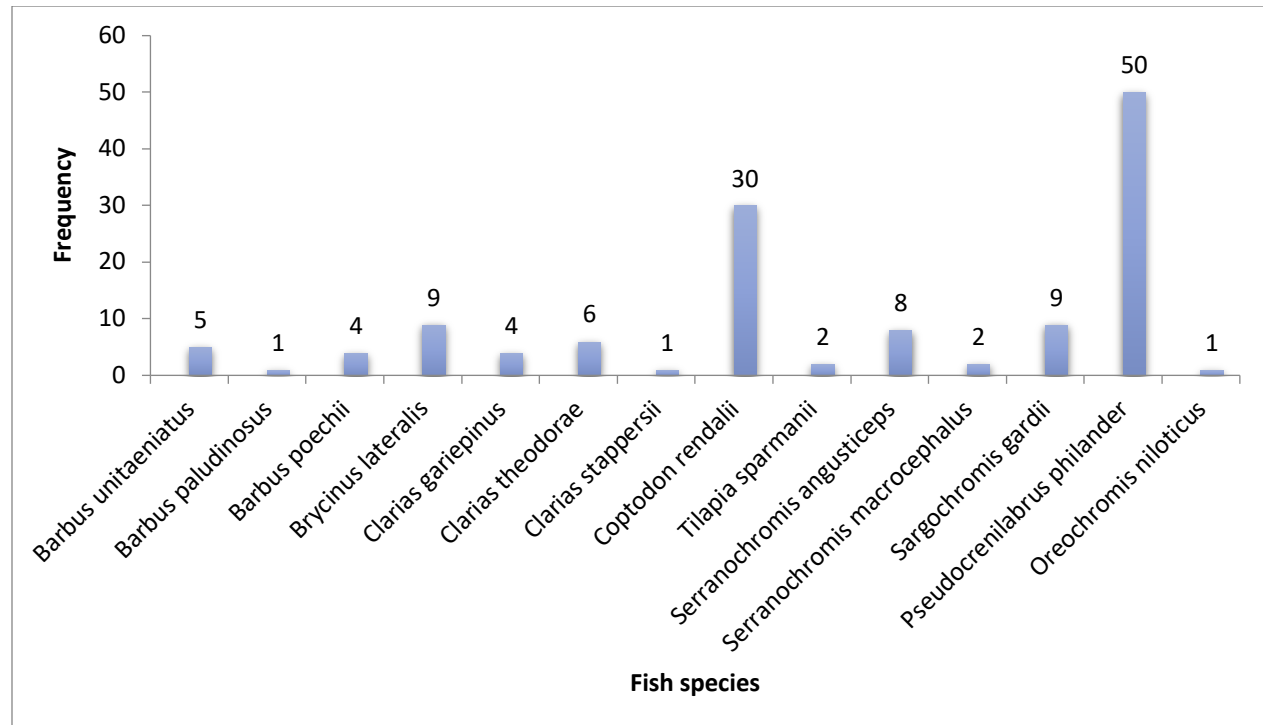 60
50
40
30
20
10
0
Frequency
5
1
4
9
4
6
1
30
2
8
2
9
50
1
Barbus unitaeniatus
Barbus paludinosus
Barbus poechii
Brycinus lateralis
Clarias gariepinus
Clarias theodorae
Clarias stappersii
Coptodon rendalii
Tilapia sparmanii
Serranochromis angusticeps
Serranochromis macrocephalus
Sargochromis gardii
Pseudocrenilabrus philander
Oreochromis niloticus
Fish species